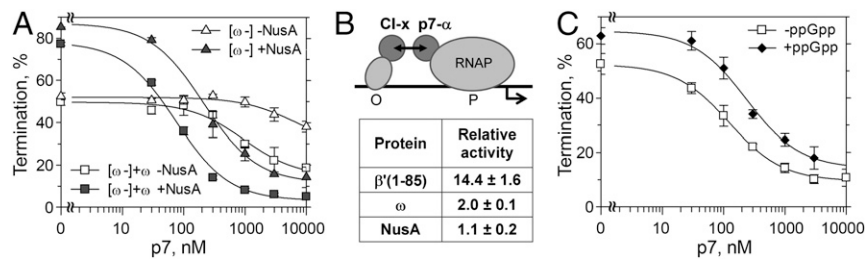 A
Termination, %
80
60
40
20
0
0
10
100
1000
10000
p7, nM
[ω-] -NusA
[ω-] +NusA
[ω-]+ω -NusA
[ω-]+ω +NusA
B
CI-x p7-α
RNAP
O P
Protein Relative activity
β'(1-85) 14.4 ± 1.6
ω 2.0 ± 0.1
NusA 1.1 ± 0.2
C
Termination, %
60
40
20
0
0
10
100
1000
10000
p7, nM
-ppGpp
+ppGpp